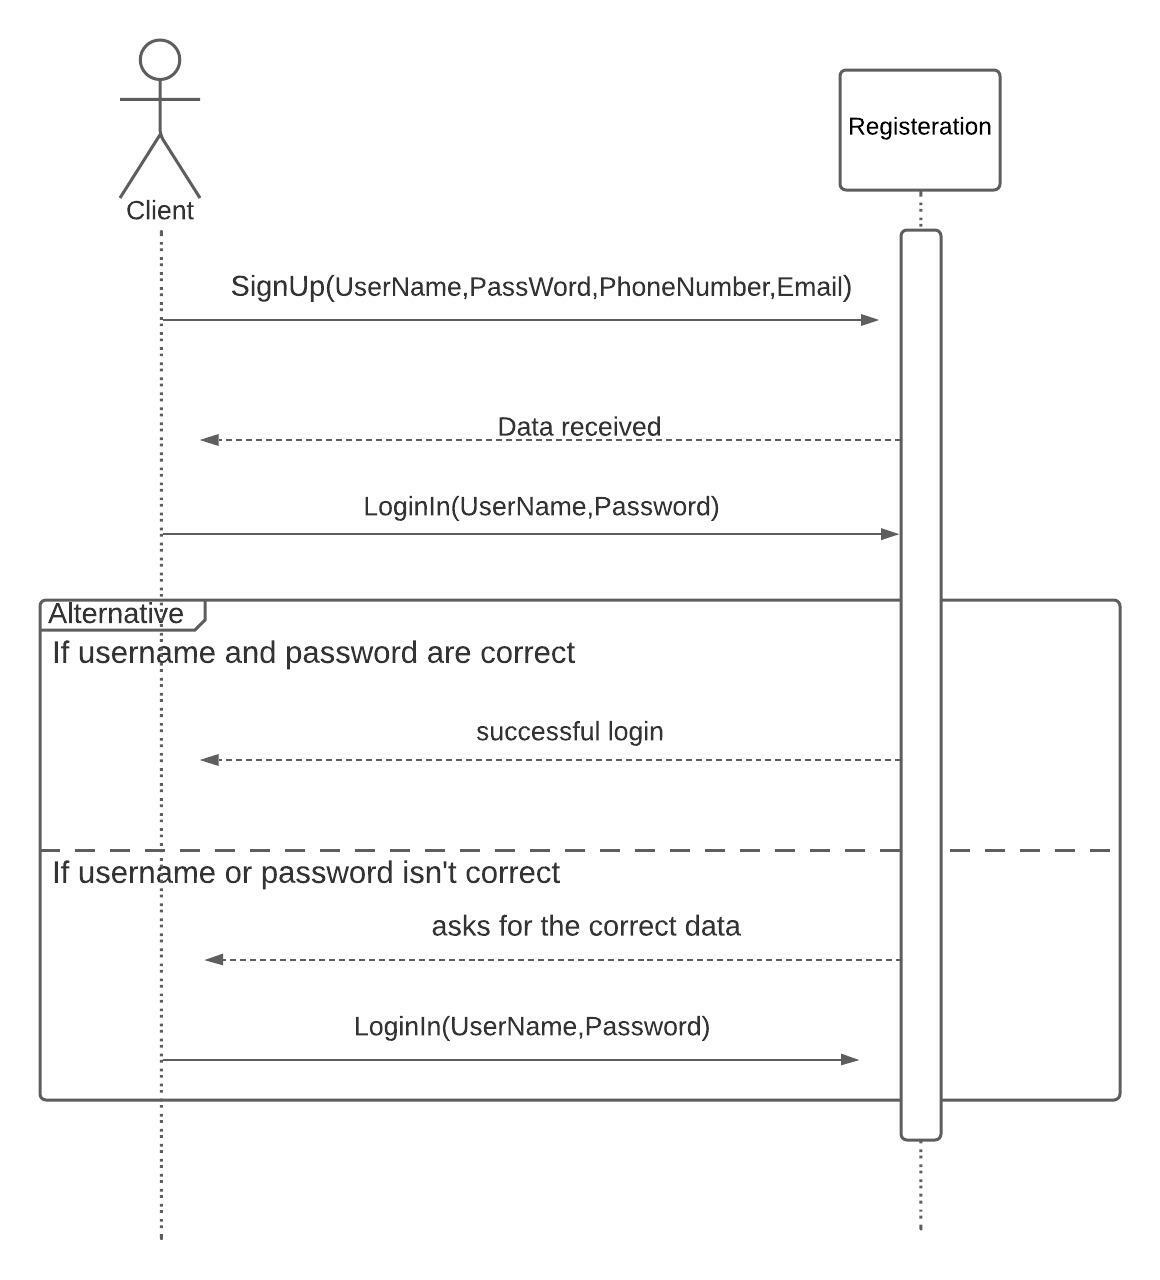 Registeration
Client
SignUp(UserName,PassWord,PhoneNumber,Email)
Data received
LoginIn(UserName,Password)
Alternative
If username and password are correct
successful login
If username or password isn't correct
asks for the correct data
LoginIn(UserName,Password)